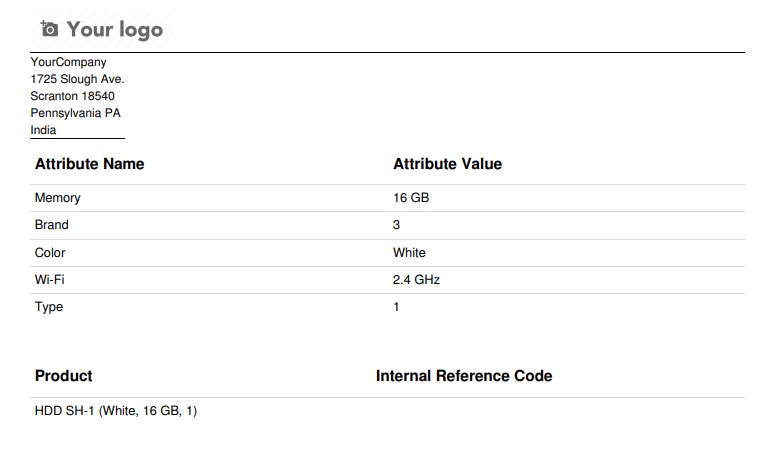 Your logo
YourCompany
1725 Slough Ave.
Scranton 18540
Pennsylvania PA
India
Attribute Name Attribute Value
Memory 16 GB
Brand 3
Color White
Wi-Fi 2.4 GHz
Type 1
Product Internal Reference Code
HDD SH-1 (White, 16 GB, 1)